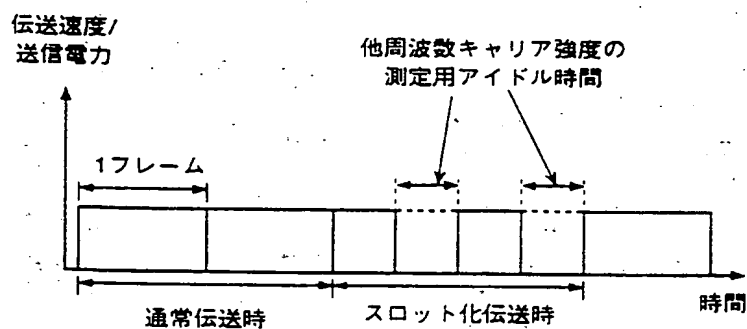 伝送速度/
送信電力
他周波数キャリア強度の
測定用アイドル時間
1フレーム
時間
通常伝送時
スロット化伝送時